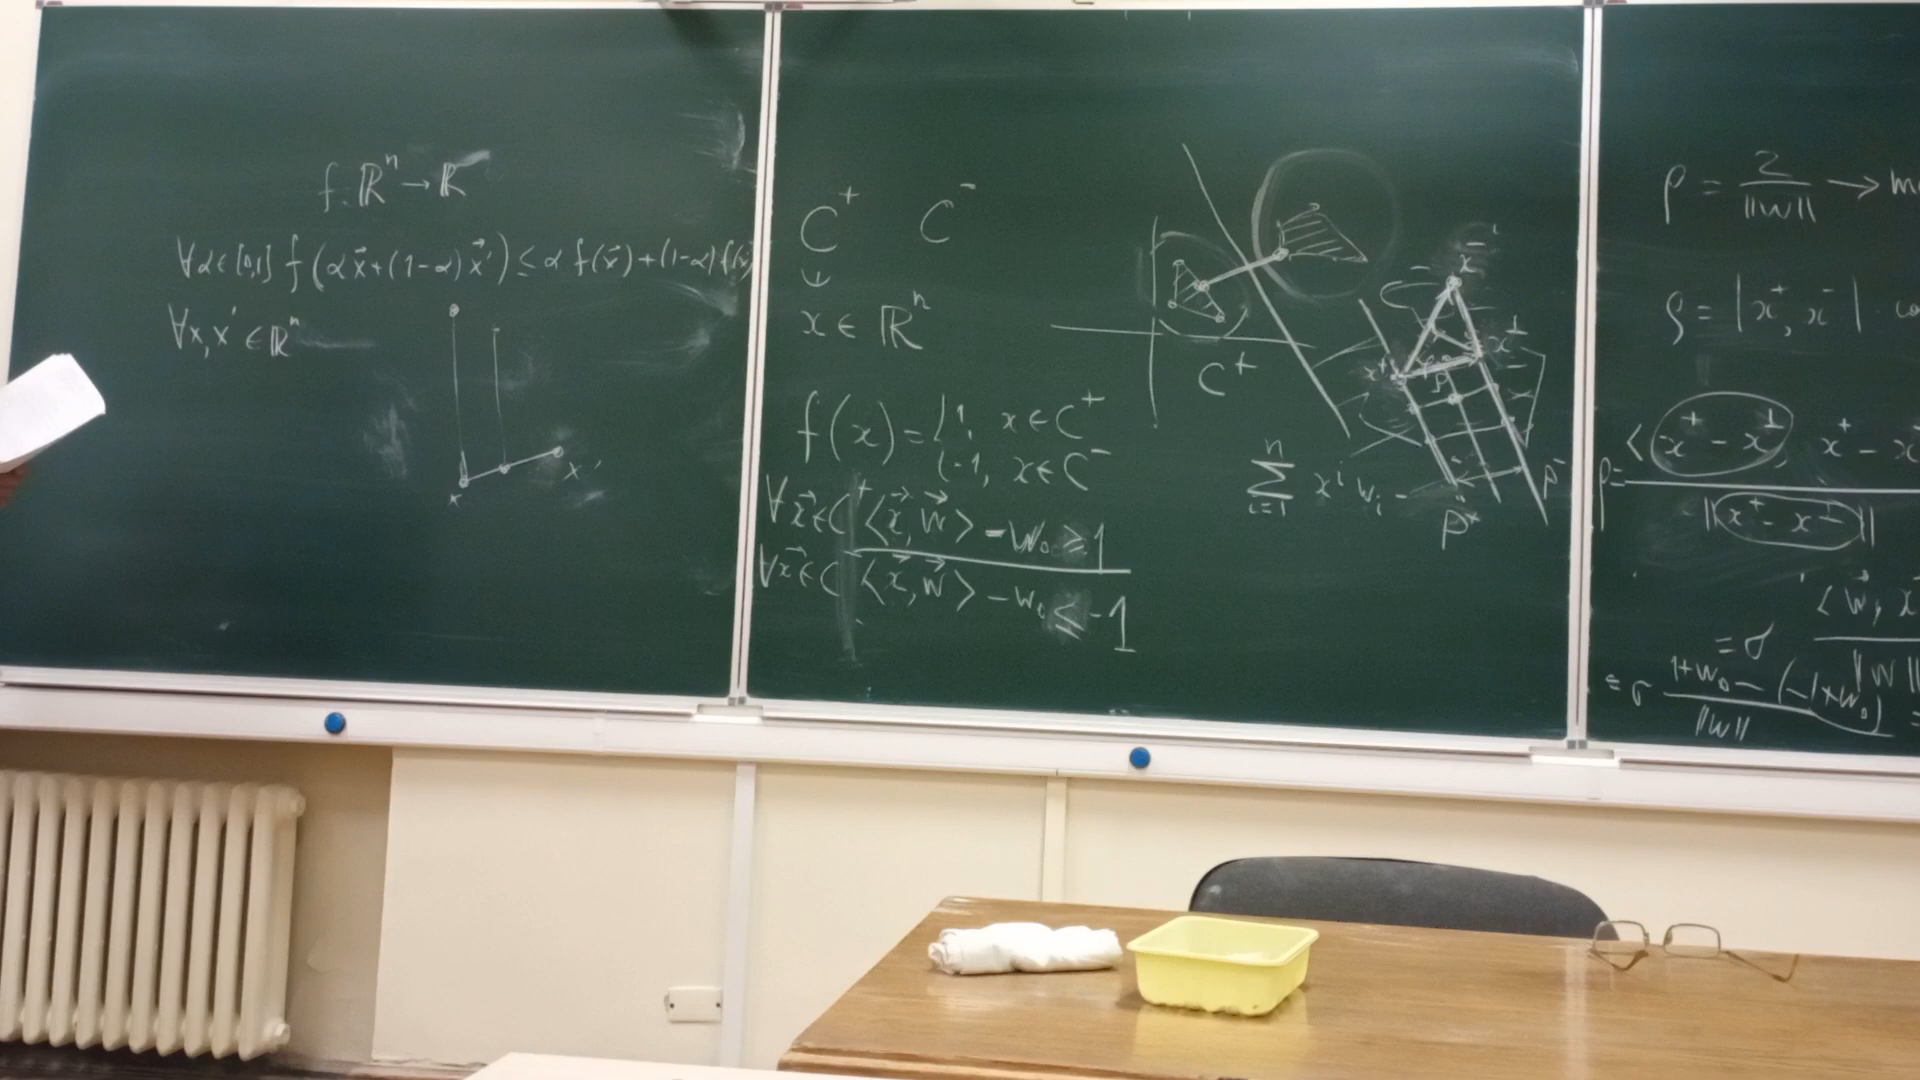 f: ℝⁿ → ℝ
∀α∈[0,1] f(αx⃗+(1-α)x⃗') ≤ α f(x⃗)+(1-α)f(x
∀x,x' ∈ ℝⁿ
x
x'
C⁺ C⁻
x ∈ ℝⁿ
f(x) = { 1, x∈C⁺
-1, x∈C⁻
∀x⃗∈C⁺ ⟨x⃗,w⃗⟩ - w₀ ≥ 1
∀x⃗∈C ⟨x⃗,w⃗⟩ - w₀ ≤ -1
C⁺
x⁻'
x⁺
x⊥
ρ
n
∑ xⁱ wᵢ -
i=1
P⁺
P⁻
ρ = 2/‖w‖ → m
ρ = |x⁺, x⁻|
ρ = ⟨x⁺ - x⊥, x⁺ - x
‖x⁺ - x⊥‖
⟨w⃗, x
= σ
‖w‖
= σ 1+w₀ - (-1+w₀) =
‖w‖